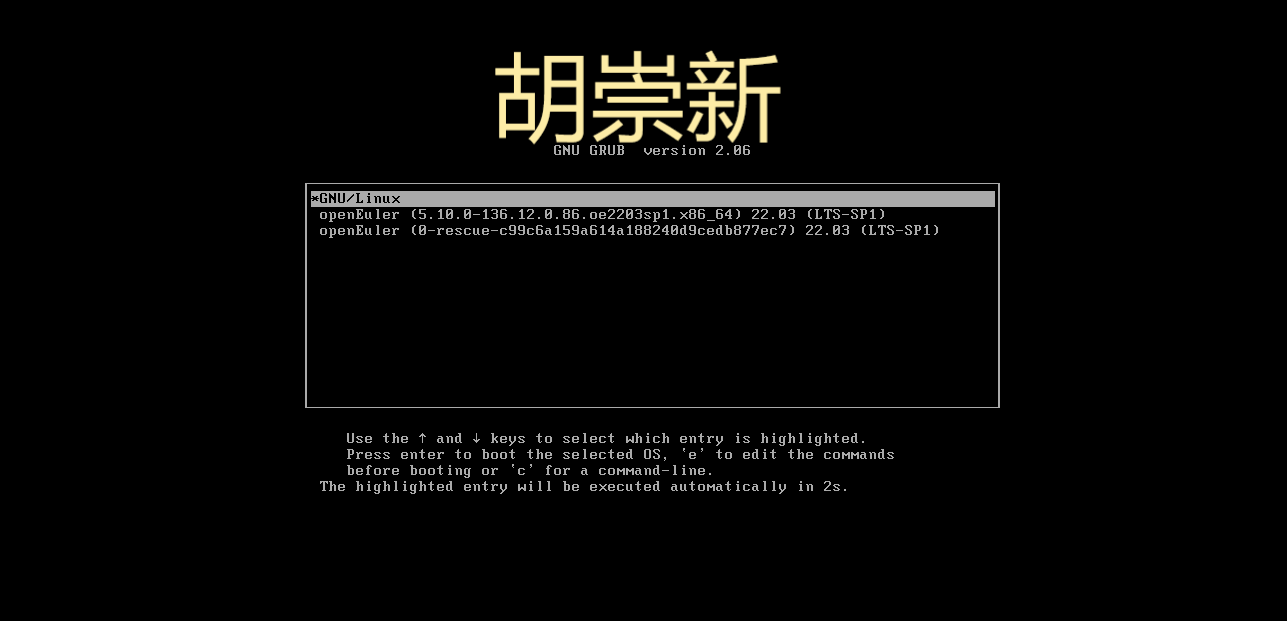 胡崇新
GNU GRUB  version 2.06
*GNU/Linux
openEuler (5.10.0-136.12.0.86.oe2203sp1.x86_64) 22.03 (LTS-SP1)
openEuler (0-rescue-c99c6a159a614a188240d9cedb877ec7) 22.03 (LTS-SP1)
Use the ↑ and ↓ keys to select which entry is highlighted.
Press enter to boot the selected OS, `e' to edit the commands
before booting or `c' for a command-line.
The highlighted entry will be executed automatically in 2s.